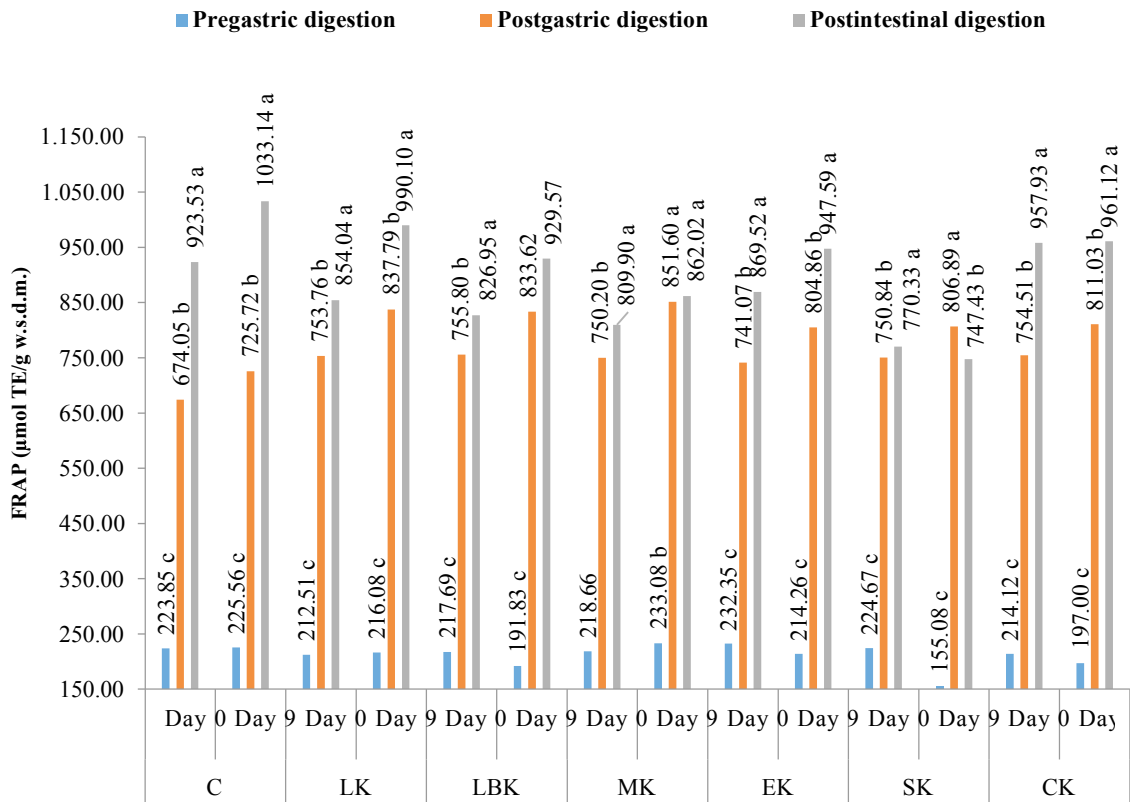 Pregastric digestion Postgastric digestion Postintestinal digestion
FRAP (µmol TE/g w.s.d.m.)
1.150.00
1.050.00
950.00
850.00
750.00
650.00
550.00
450.00
350.00
250.00
150.00
223.85 c
674.05 b
923.53 a
225.56 c
725.72 b
1033.14 a
212.51 c
753.76 b
854.04 a
216.08 c
837.79 b
990.10 a
217.69 c
755.80 b
826.95 a
191.83 c
833.62
929.57
218.66
750.20 b
809.90 a
233.08 b
851.60 a
862.02 a
232.35 c
741.07 b
869.52 a
214.26 c
804.86 b
947.59 a
224.67 c
750.84 b
770.33 a
155.08 c
806.89 a
747.43 b
214.12 c
754.51 b
957.93 a
197.00 c
811.03 b
961.12 a
Day 0 Day 9 Day 0 Day 9 Day 0 Day 9 Day 0 Day 9 Day 0 Day 9 Day 0 Day 9 Day 0 Day
C LK LBK MK EK SK CK